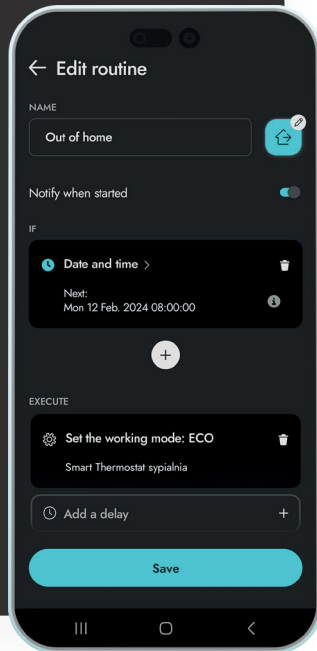 Edit routine
NAME
Out of home
Notify when started
IF
Date and time
Next:
Mon 12 Feb. 2024 08:00:00
EXECUTE
Set the working mode: ECO
Smart Thermostat sypialnia
Add a delay
Save